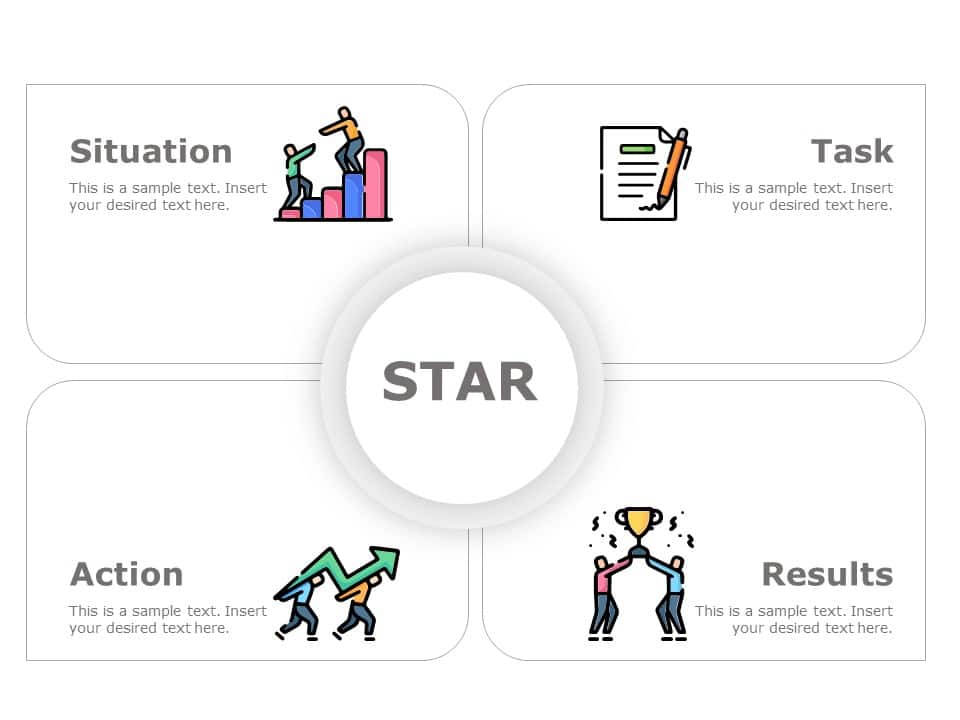 Situation
This is a sample text. Insert
your desired text here.
Task
This is a sample text. Insert
your desired text here.
STAR
Action
This is a sample text. Insert
your desired text here.
Results
This is a sample text. Insert
your desired text here.